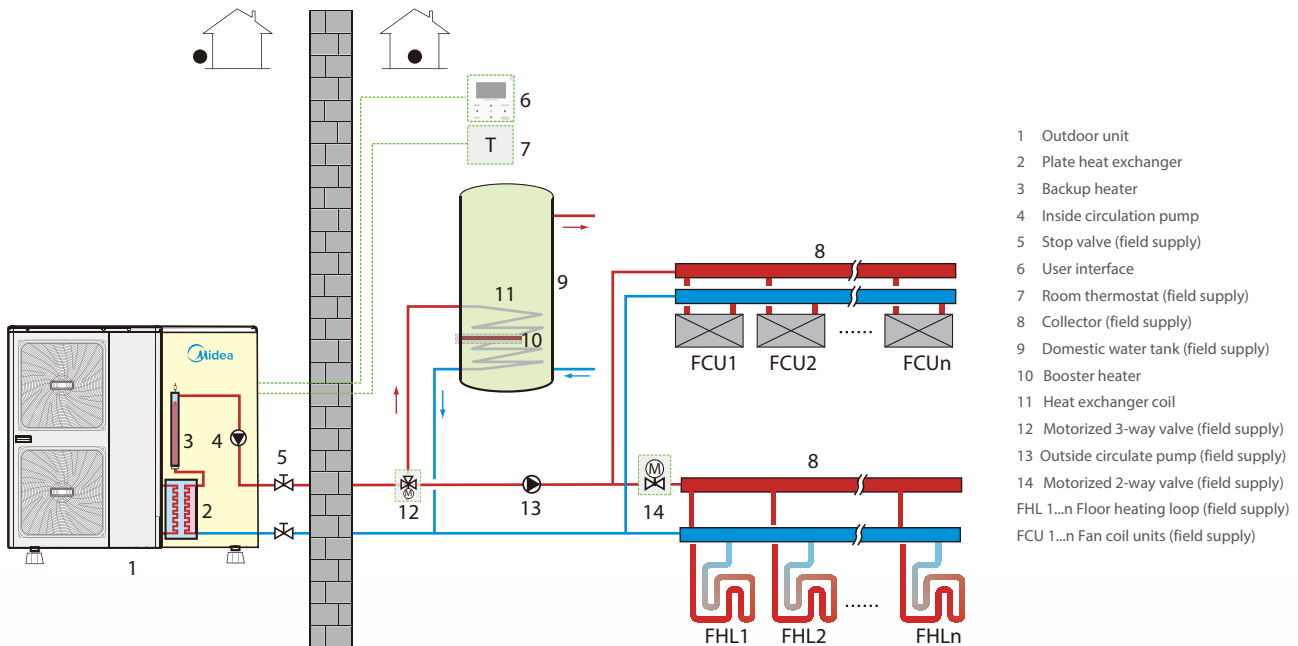 6
T
7
9
11
10
8
FCU1
FCU2
......
FCUn
Midea
3
4
5
2
1
M
12
13
M
14
8
FHL1
FHL2
......
FHLn
1 Outdoor unit
2 Plate heat exchanger
3 Backup heater
4 Inside circulation pump
5 Stop valve (field supply)
6 User interface
7 Room thermostat (field supply)
8 Collector (field supply)
9 Domestic water tank (field supply)
10 Booster heater
11 Heat exchanger coil
12 Motorized 3-way valve (field supply)
13 Outside circulate pump (field supply)
14 Motorized 2-way valve (field supply)
FHL 1...n Floor heating loop (field supply)
FCU 1...n Fan coil units (field supply)